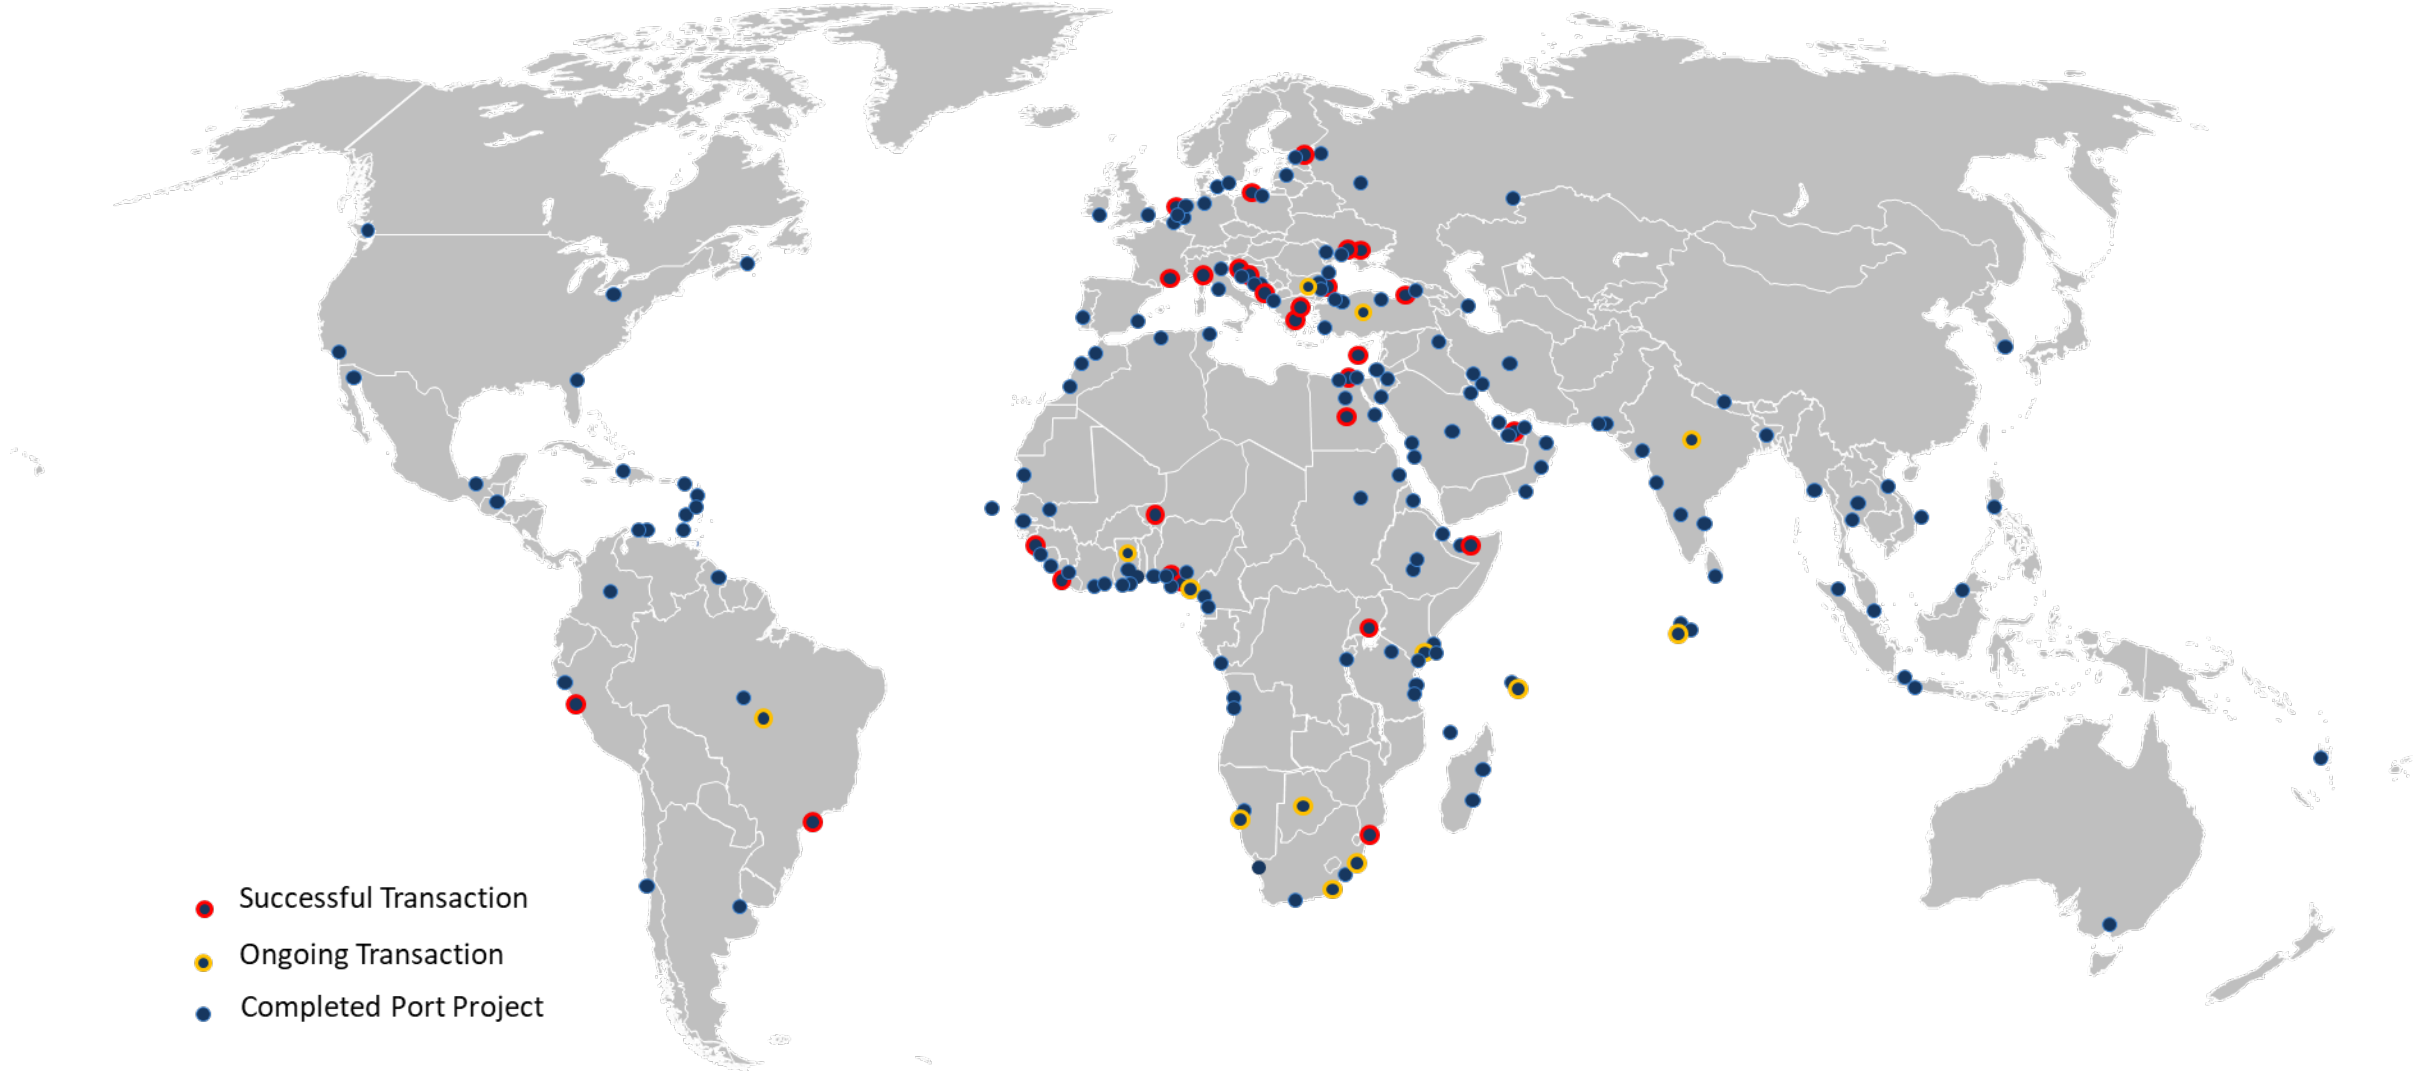 Successful Transaction
Ongoing Transaction
Completed Port Project